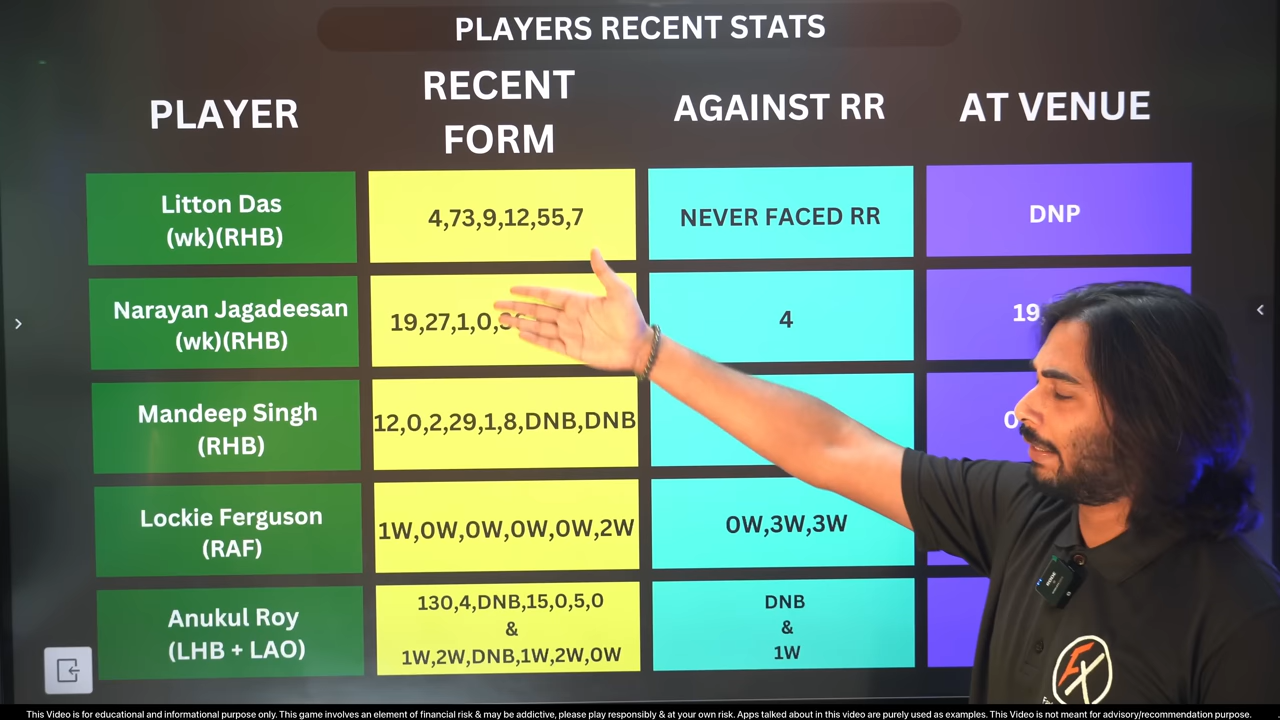 PLAYERS RECENT STATS
PLAYER
RECENT
FORM
AGAINST RR
AT VENUE
Litton Das
(wk)(RHB)
4,73,9,12,55,7
NEVER FACED RR
DNP
Narayan Jagadeesan
(wk)(RHB)
19,27,1,0,
4
19
Mandeep Singh
(RHB)
12,0,2,29,1,8,DNB,DNB
0
Lockie Ferguson
(RAF)
1W,0W,0W,0W,0W,2W
0W,3W,3W
Anukul Roy
(LHB + LAO)
130,4,DNB,15,0,5,0
&
1W,2W,DNB,1W,2W,0W
DNB
&
1W
FX
This Video is for educational and informational purpose only. This game involves an element of financial risk & may be addictive, please play responsibly & at your own risk. Apps talked about in this video are purely used as examples. This Video is not meant for advisory/recommendation purpose.